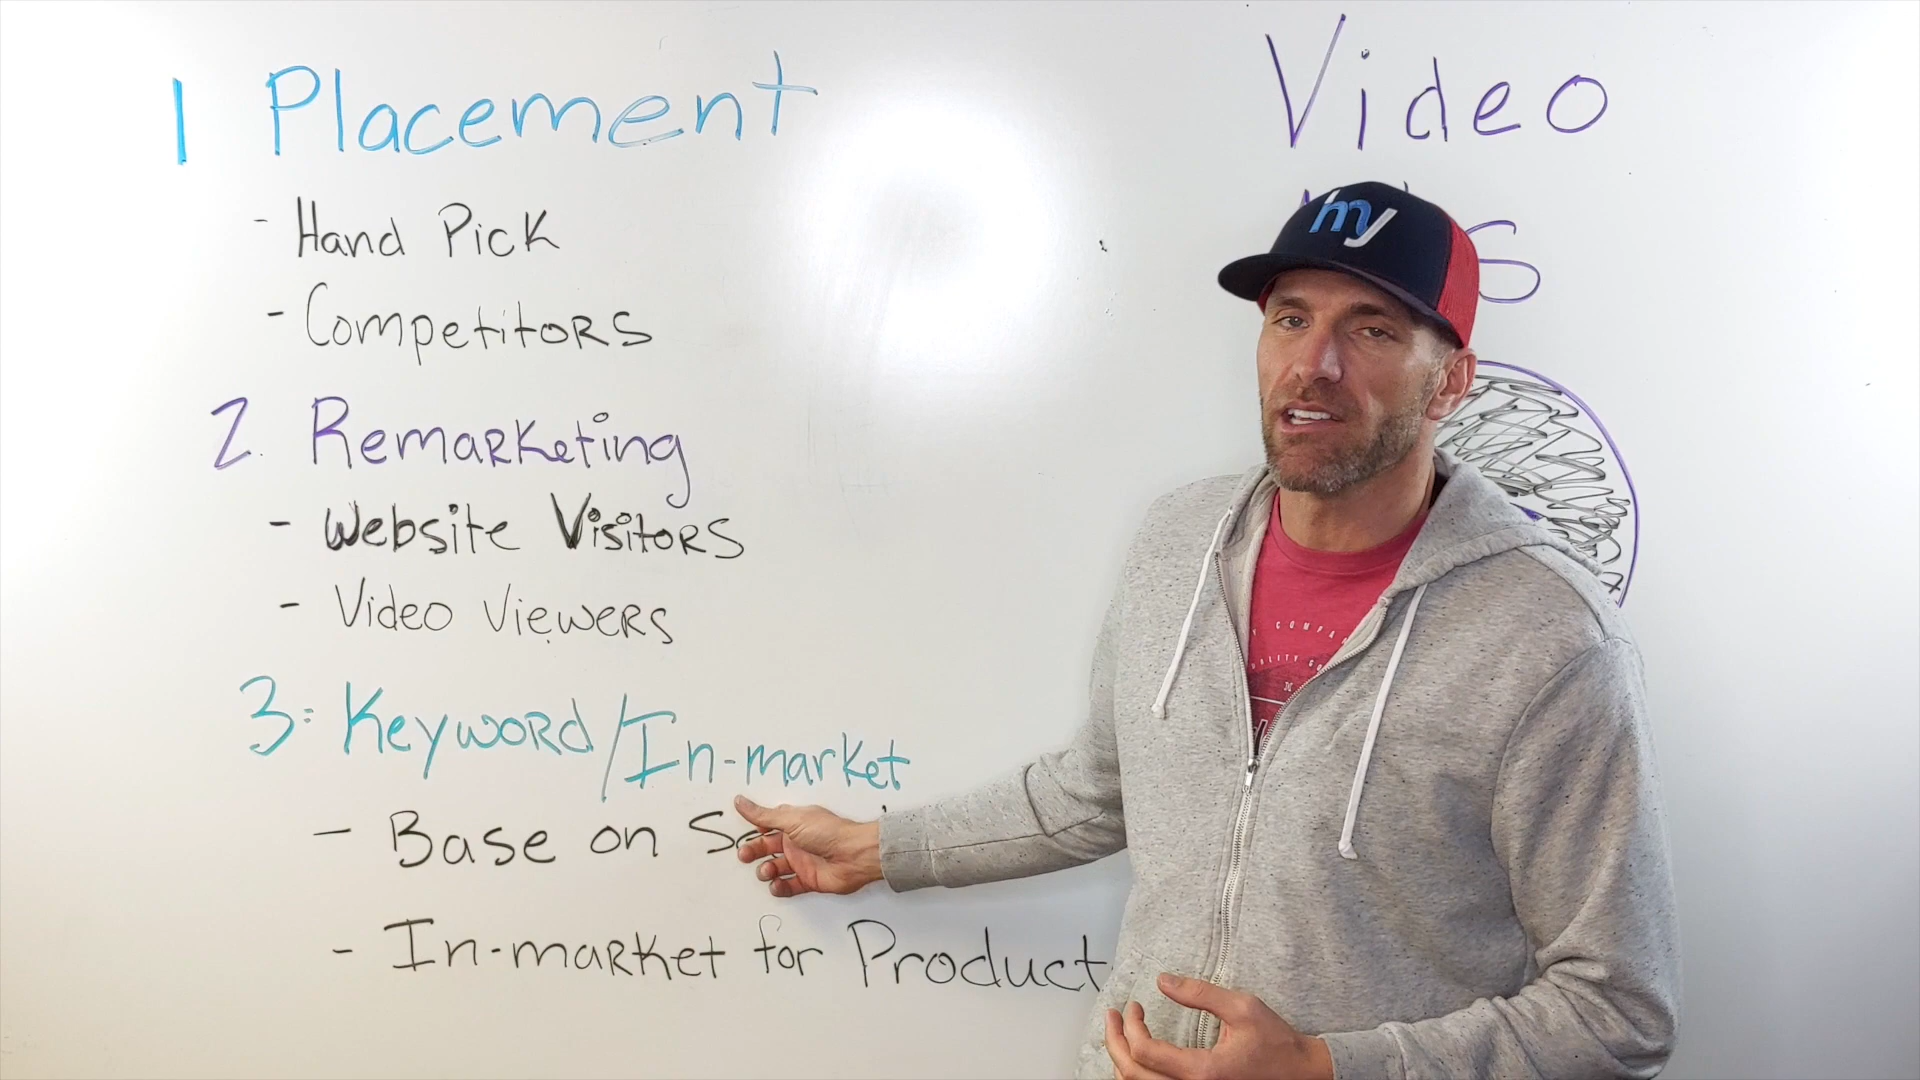 1 Placement
- Hand Pick
- Competitors
2. Remarketing
- Website Visitors
- Video Viewers
3: Keyword/In-market
- Base on
- In-market for Product
Video
my